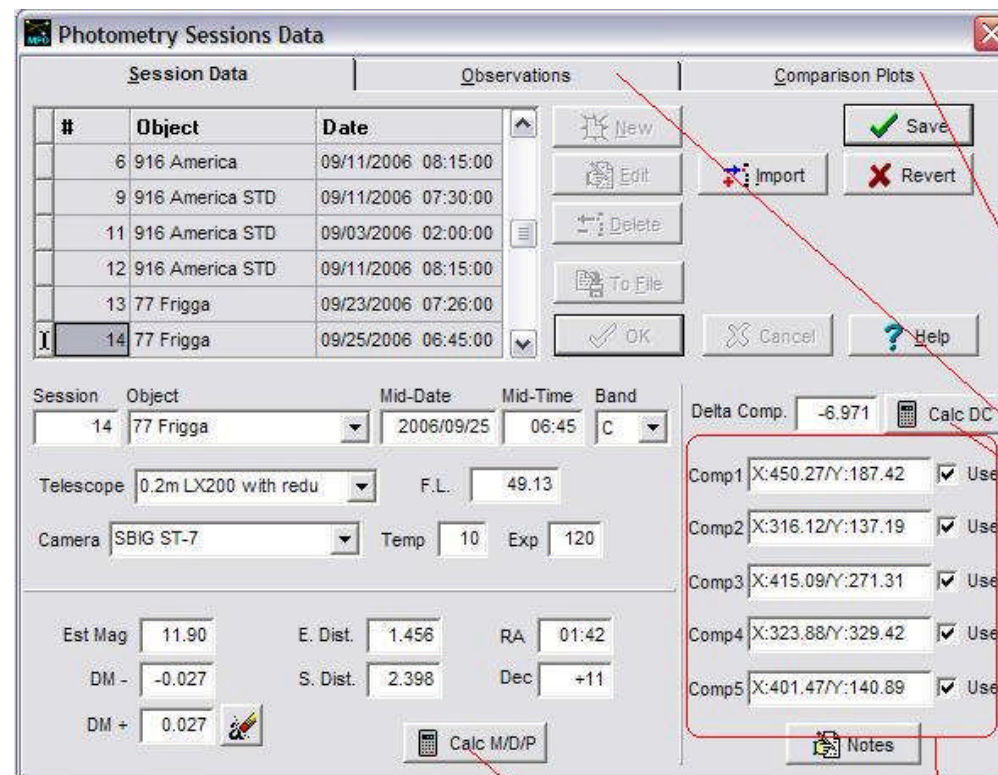 Photometry Sessions Data
Session Data Observations Comparison Plots
# Object Date
6 916 America 09/11/2006 08:15:00
9 916 America STD 09/11/2006 07:30:00
11 916 America STD 09/03/2006 02:00:00
12 916 America STD 09/11/2006 08:15:00
13 77 Frigga 09/23/2006 07:26:00
14 77 Frigga 09/25/2006 06:45:00
New
Save
Edit
Import
Revert
Delete
To File
OK
Cancel
Help
Session Object Mid-Date Mid-Time Band
14 77 Frigga 2006/09/25 06:45 C
Telescope 0.2m LX200 with redu F.L. 49.13
Camera SBIG ST-7 Temp 10 Exp 120
Delta Comp. -6.971 Calc DC
Comp1 X:450.27/Y:187.42 Use
Comp2 X:316.12/Y:137.19 Use
Comp3 X:415.09/Y:271.31 Use
Comp4 X:323.88/Y:329.42 Use
Comp5 X:401.47/Y:140.89 Use
Est Mag 11.90 E. Dist. 1.456 RA 01:42
DM - -0.027 S. Dist. 2.398 Dec +11
DM + 0.027
Calc M/D/P
Notes